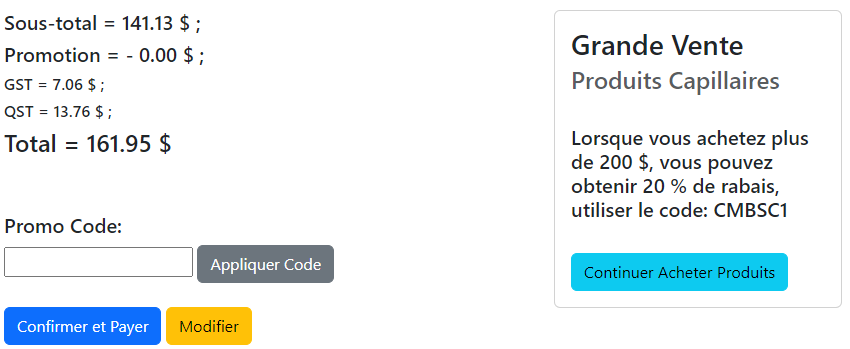 Sous-total = 141.13 $ ;
Promotion = - 0.00 $ ;
GST = 7.06 $ ;
QST = 13.76 $ ;
Total = 161.95 $
Promo Code:
Appliquer Code
Confirmer et Payer
Modifier
Grande Vente
Produits Capillaires
Lorsque vous achetez plus
de 200 $, vous pouvez
obtenir 20 % de rabais,
utiliser le code: CMBSC1
Continuer Acheter Produits